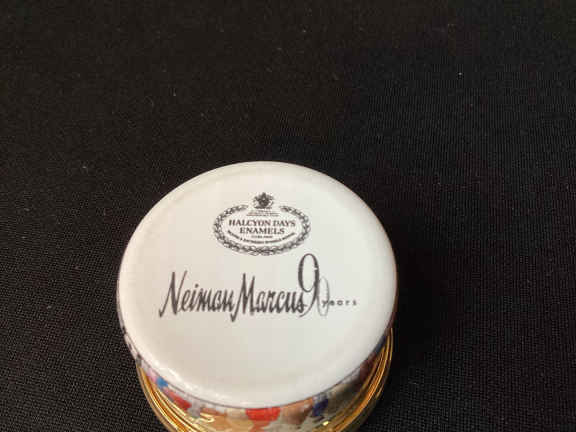 HALCYON DAYS
ENAMELS
Neiman Marcus 90 years